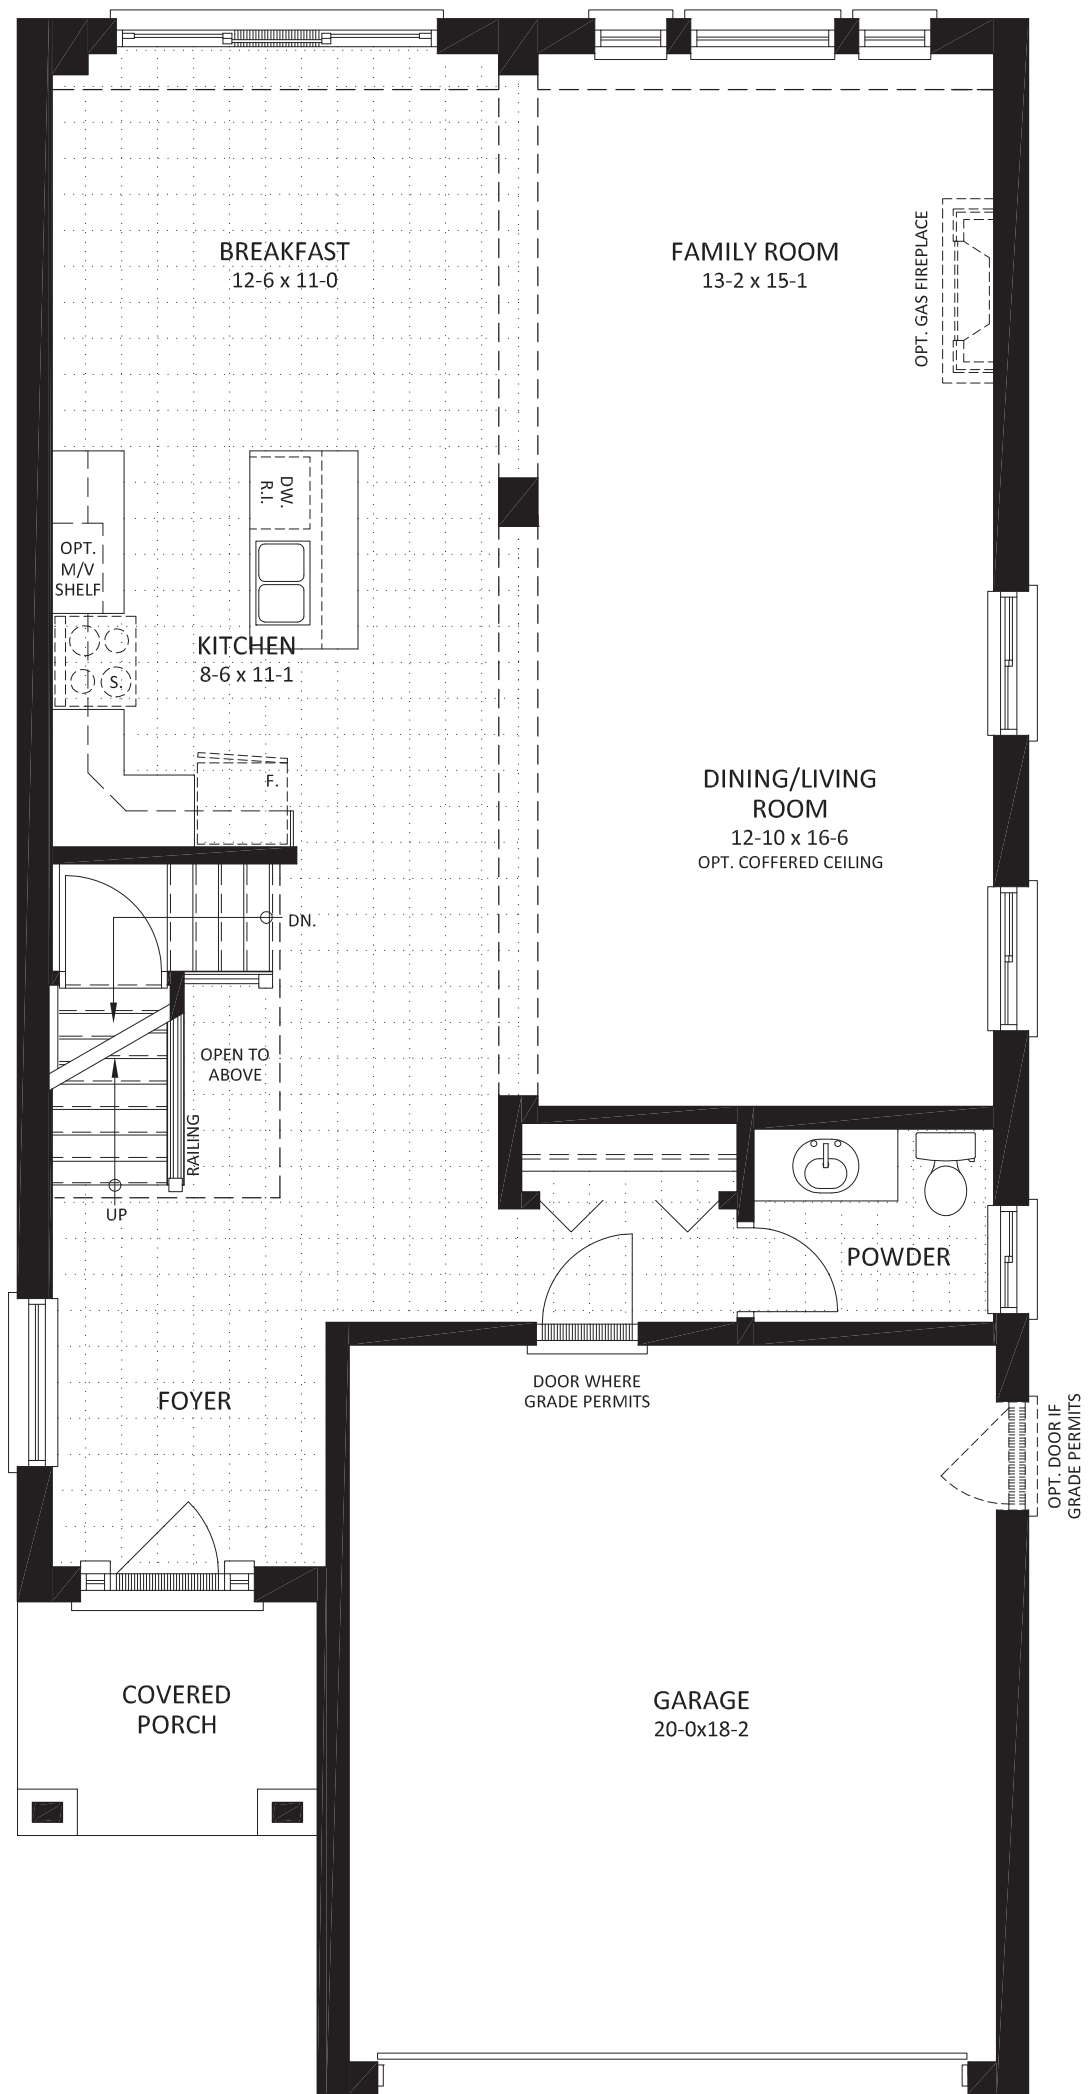 BREAKFAST
12-6 x 11-0
FAMILY ROOM
13-2 x 15-1
OPT. GAS FIREPLACE
DW.
R.I.
OPT.
M/V
SHELF
KITCHEN
8-6 x 11-1
S.
F.
DINING/LIVING
ROOM
12-10 x 16-6
OPT. COFFERED CEILING
DN.
OPEN TO
ABOVE
RAILING
UP
POWDER
FOYER
DOOR WHERE
GRADE PERMITS
OPT. DOOR IF
GRADE PERMITS
COVERED
PORCH
GARAGE
20-0x18-2